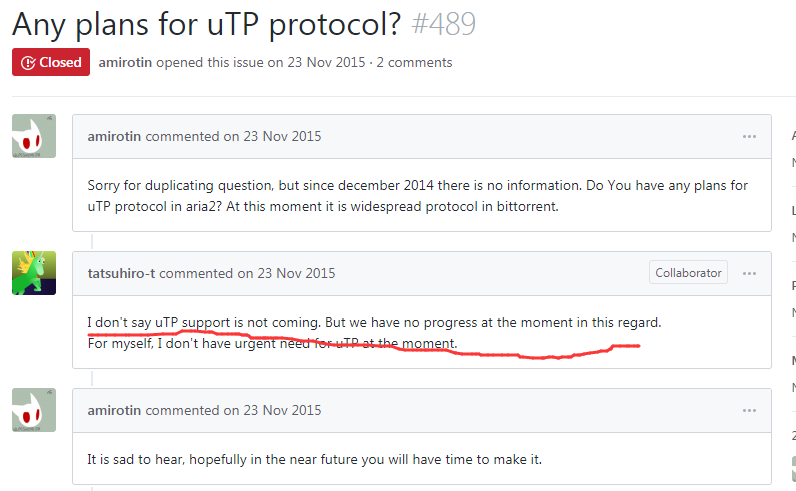 Any plans for uTP protocol? #489
Closed amirotin opened this issue on 23 Nov 2015 · 2 comments
amirotin commented on 23 Nov 2015
Sorry for duplicating question, but since december 2014 there is no information. Do You have any plans for
uTP protocol in aria2? At this moment it is widespread protocol in bittorrent.
tatsuhiro-t commented on 23 Nov 2015 Collaborator
I don't say uTP support is not coming. But we have no progress at the moment in this regard.
For myself, I don't have urgent need for uTP at the moment.
amirotin commented on 23 Nov 2015
It is sad to hear, hopefully in the near future you will have time to make it.